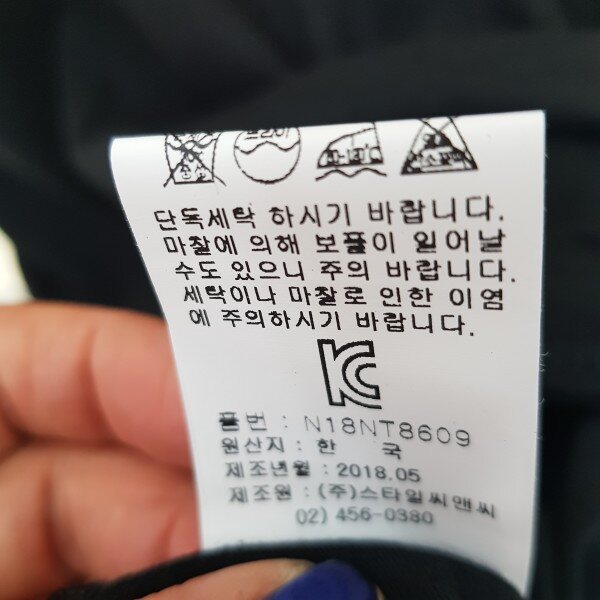 드라이
단독세탁 하시기 바랍니다.
마찰에 의해 보풀이 일어날
수도 있으니 주의 바랍니다.
세탁이나 마찰로 인한 이염
에 주의하시기 바랍니다.
품번 : N18NT8609
원산지 : 한 국
제조년월 : 2018.05
제조원 : (주)스타일씨앤씨
02) 456-0380